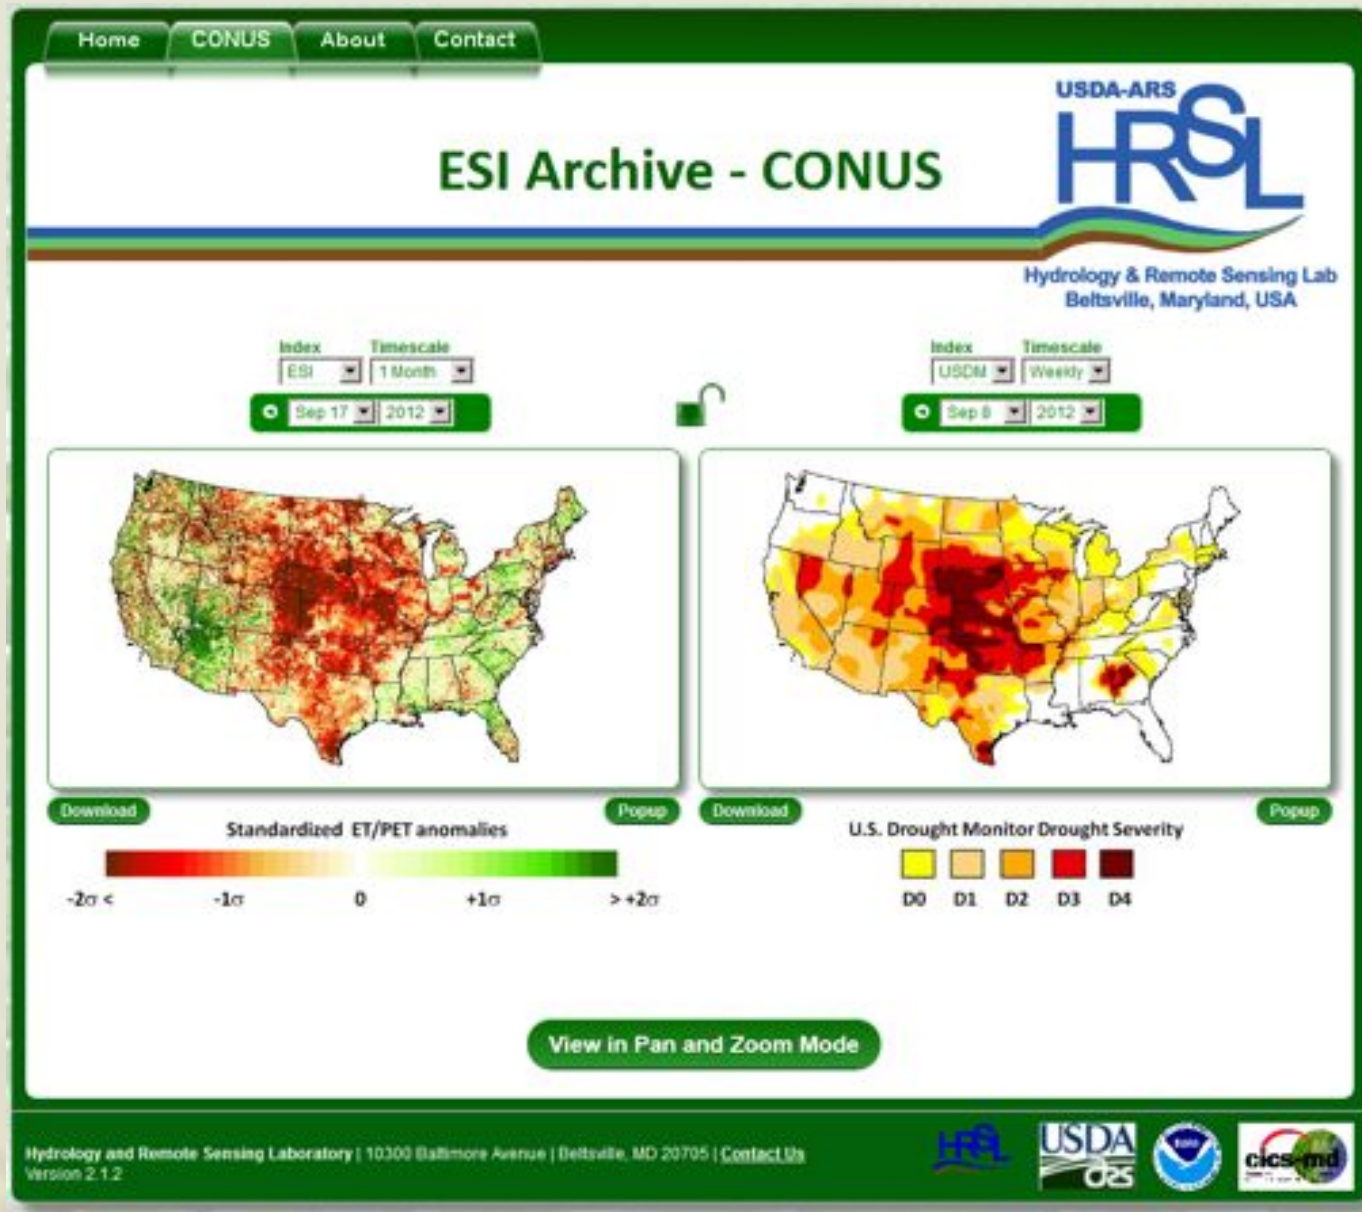 Home CONUS About Contact
USDA-ARS
HRSL
ESI Archive - CONUS
Hydrology & Remote Sensing Lab
Beltsville, Maryland, USA
Index Timescale
ESI 1 Month
Sep 17 2012
Index Timescale
USDM Weekly
Sep 8 2012
Download Popup
Standardized ET/PET anomalies
-2σ < -1σ 0 +1σ > +2σ
Download Popup
U.S. Drought Monitor Drought Severity
D0 D1 D2 D3 D4
View in Pan and Zoom Mode
Hydrology and Remote Sensing Laboratory | 10300 Baltimore Avenue | Beltsville, MD 20705 | Contact Us
Version 2.1.2
HRSL
USDA
ars
noaa
cics-md